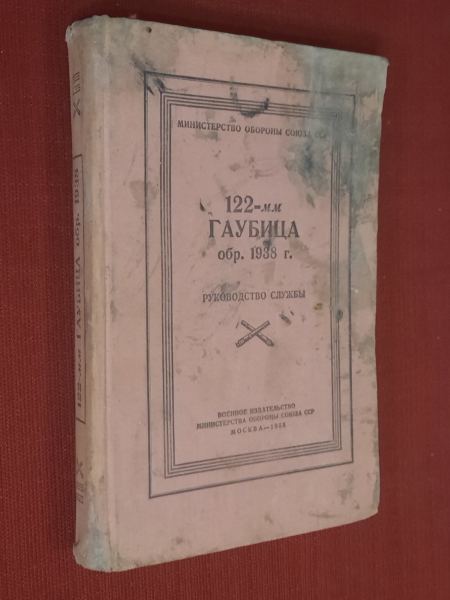 МИНИСТЕРСТВО ОБОРОНЫ СОЮЗА ССР
122-мм
ГАУБИЦА
обр. 1938 г.
РУКОВОДСТВО СЛУЖБЫ
ВОЕННОЕ ИЗДАТЕЛЬСТВО
МИНИСТЕРСТВА ОБОРОНЫ СОЮЗА ССР
МОСКВА—
122-мм ГАУБИЦА обр. 1938